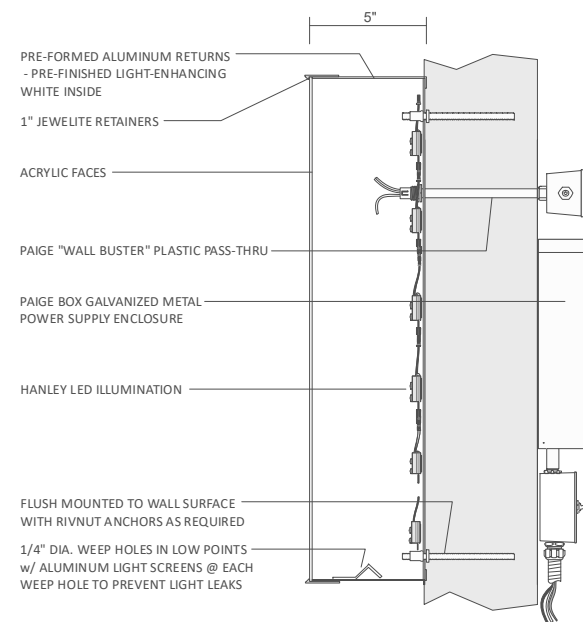 5"
PRE-FORMED ALUMINUM RETURNS
- PRE-FINISHED LIGHT-ENHANCING
WHITE INSIDE
1" JEWELITE RETAINERS
ACRYLIC FACES
PAIGE "WALL BUSTER" PLASTIC PASS-THRU
PAIGE BOX GALVANIZED METAL
POWER SUPPLY ENCLOSURE
HANLEY LED ILLUMINATION
FLUSH MOUNTED TO WALL SURFACE
WITH RIVNUT ANCHORS AS REQUIRED
1/4" DIA. WEEP HOLES IN LOW POINTS
w/ ALUMINUM LIGHT SCREENS @ EACH
WEEP HOLE TO PREVENT LIGHT LEAKS